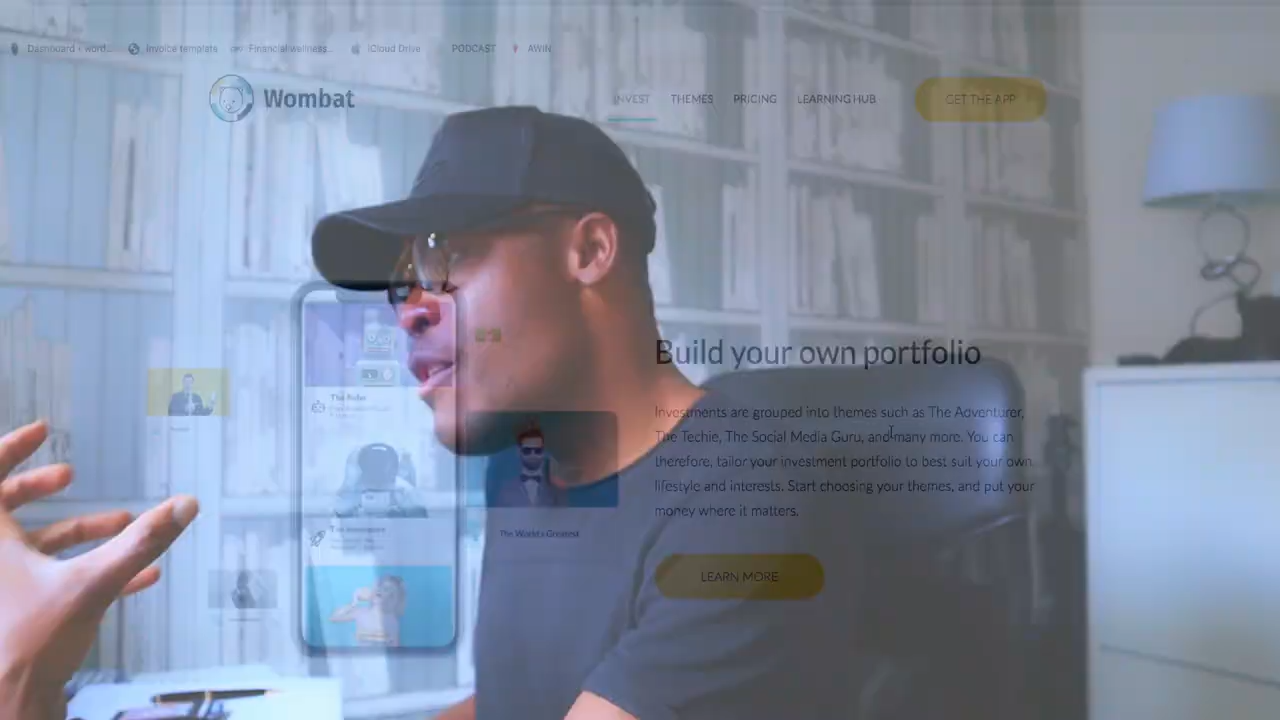 Dashboard ‹ word...
Invoice template
Financial wellness...
iCloud Drive
PODCAST
AWIN
Wombat
INVEST
THEMES
PRICING
LEARNING HUB
GET THE APP
Build your own portfolio
Investments are grouped into themes such as The Adventurer,
The Techie, The Social Media Guru, and many more. You can
therefore, tailor your investment portfolio to best suit your own
lifestyle and interests. Start choosing your themes, and put your
money where it matters.
LEARN MORE
The Ruler
The World's Greatest